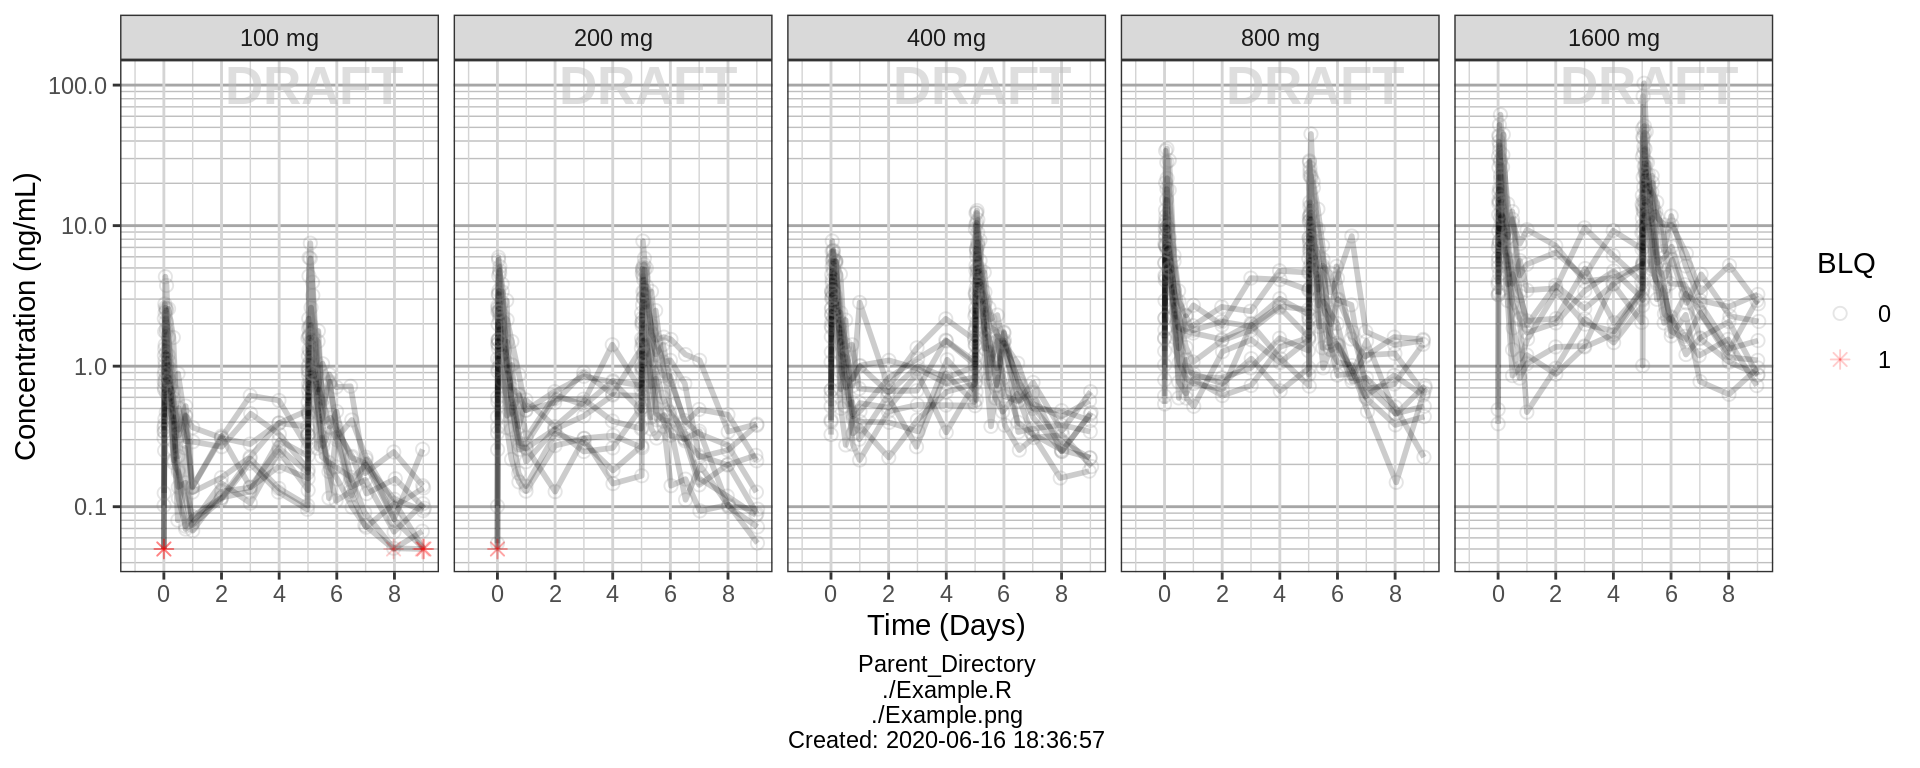 100 mg 200 mg 400 mg 800 mg 1600 mg
DRAFT DRAFT DRAFT DRAFT DRAFT
100.0
10.0
1.0
0.1
Concentration (ng/mL)
BLQ
0
1
0 2 4 6 8 0 2 4 6 8 0 2 4 6 8 0 2 4 6 8 0 2 4 6 8
Time (Days)
Parent_Directory
./Example.R
./Example.png
Created: 2020-06-16 18:36:57